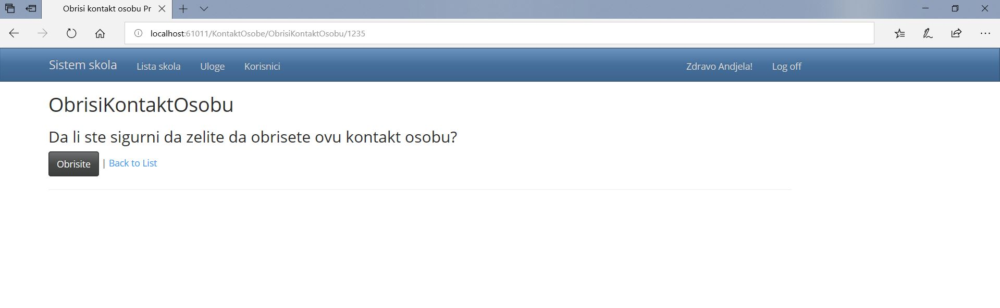 Obrisi kontakt osobu Pr
localhost:61011/KontaktOsobe/ObrisiKontaktOsobu/1235
Sistem skola Lista skola Uloge Korisnici Zdravo Andjela! Log off
ObrisiKontaktOsobu
Da li ste sigurni da zelite da obrisete ovu kontakt osobu?
Obrisite | Back to List